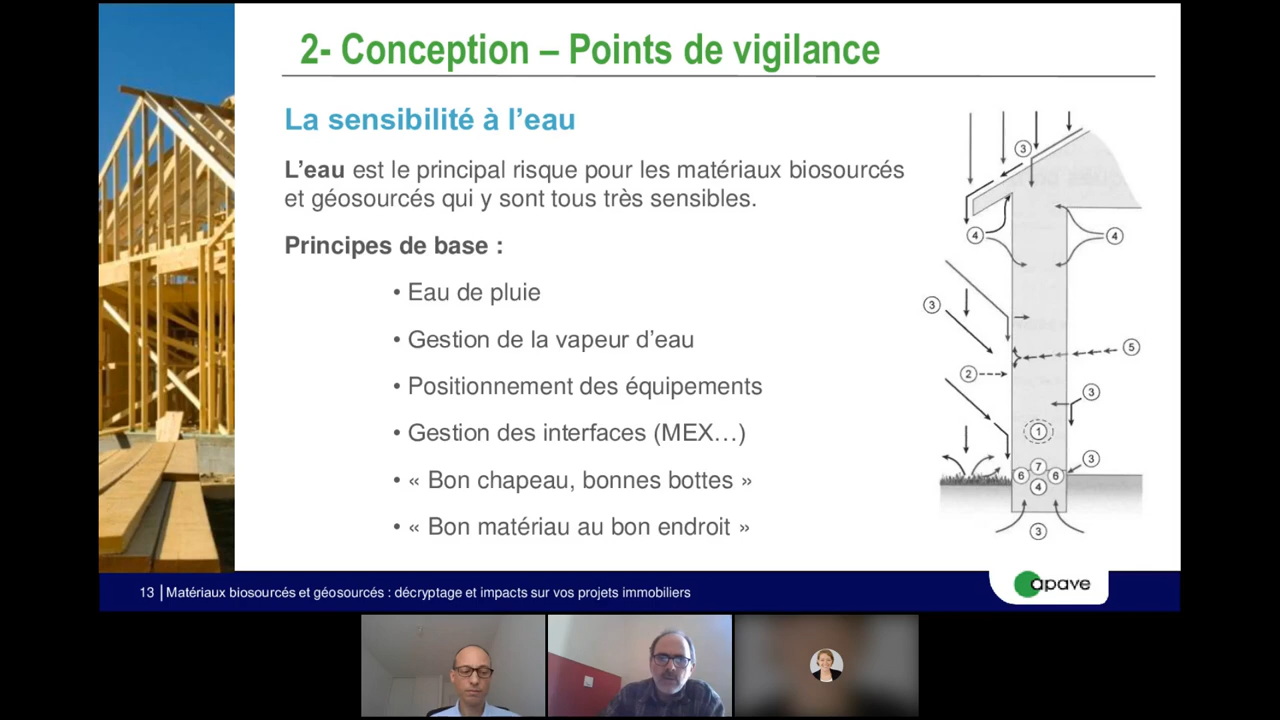 2- Conception – Points de vigilance
La sensibilité à l’eau
L’eau est le principal risque pour les matériaux biosourcés
et géosourcés qui y sont tous très sensibles.
Principes de base :
• Eau de pluie
• Gestion de la vapeur d’eau
• Positionnement des équipements
• Gestion des interfaces (MEX…)
• « Bon chapeau, bonnes bottes »
• « Bon matériau au bon endroit »
3
4
4
3
5
2
3
1
3
7
6
6
4
3
13 | Matériaux biosourcés et géosourcés : décryptage et impacts sur vos projets immobiliers
apave